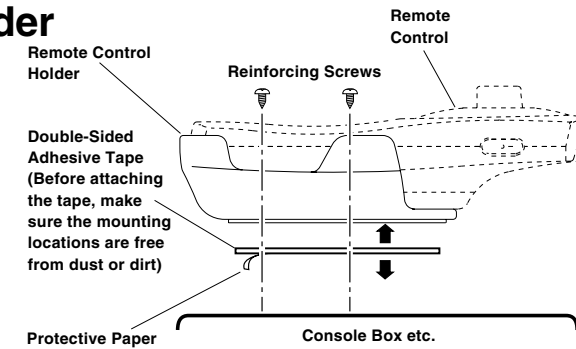 der
Remote
Control
Remote Control
Holder
Reinforcing Screws
Double-Sided
Adhesive Tape
(Before attaching
the tape, make
sure the mounting
locations are free
from dust or dirt)
Protective Paper
Console Box etc.